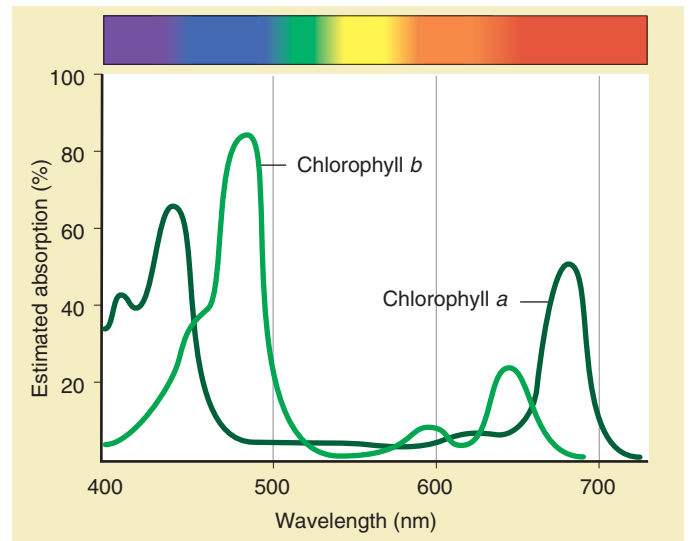 100
80
60
40
20
Estimated absorption (%)
Chlorophyll b
Chlorophyll a
400 500 600 700
Wavelength (nm)